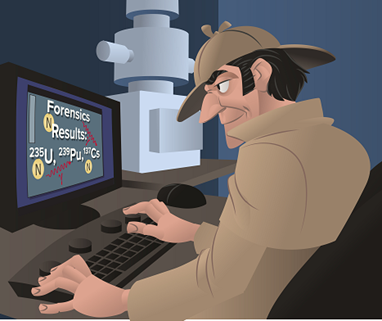 Forensics
N
Results:
N
²³⁵U, ²³⁹Pu, ¹³⁷Cs
N
N